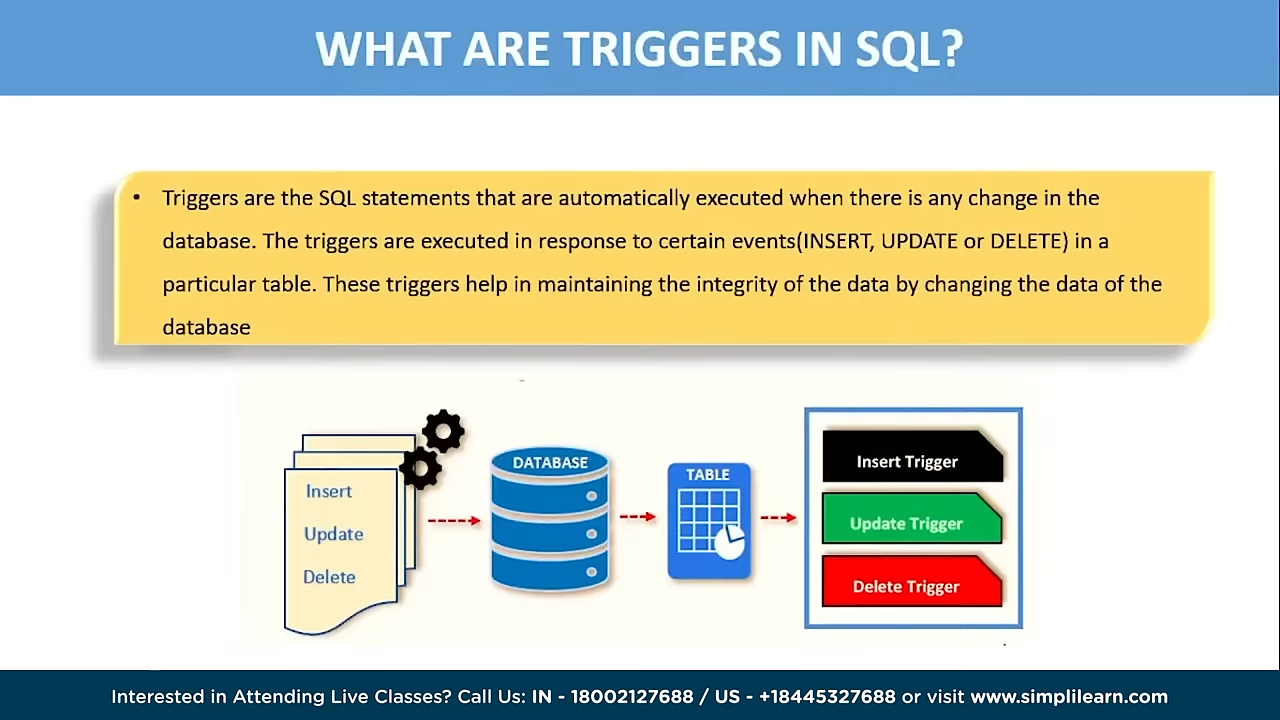 WHAT ARE TRIGGERS IN SQL?
• Triggers are the SQL statements that are automatically executed when there is any change in the
database. The triggers are executed in response to certain events(INSERT, UPDATE or DELETE) in a
particular table. These triggers help in maintaining the integrity of the data by changing the data of the
database
Insert
Update
Delete
DATABASE
TABLE
Insert Trigger
Update Trigger
Delete Trigger
Interested in Attending Live Classes? Call Us: IN - 18002127688 / US - +18445327688 or visit www.simplilearn.com